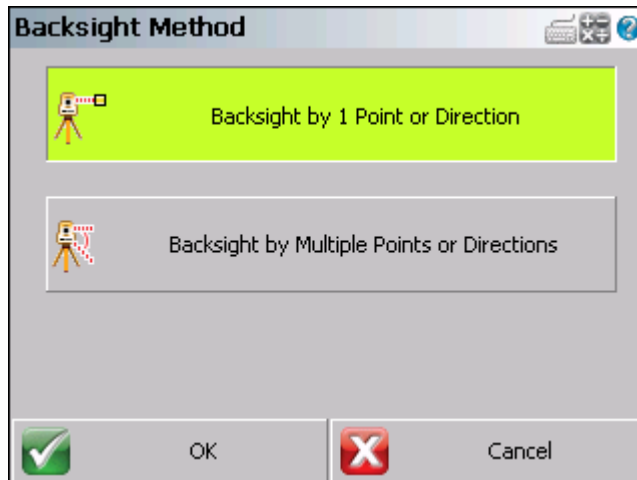 Backsight Method
Backsight by 1 Point or Direction
Backsight by Multiple Points or Directions
OK
Cancel